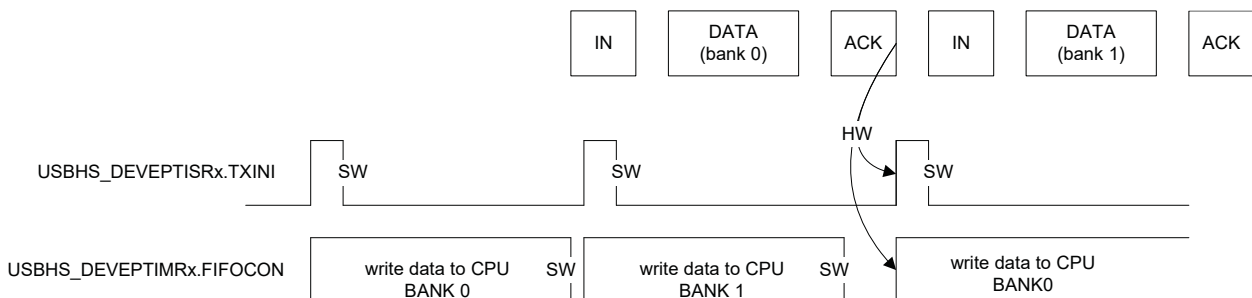 IN
DATA
(bank 0)
ACK
IN
DATA
(bank 1)
ACK
HW
USBHS_DEVEPTISRx.TXINI
SW
SW
SW
USBHS_DEVEPTIMRx.FIFOCON
write data to CPU
BANK 0
SW
write data to CPU
BANK 1
SW
write data to CPU
BANK0